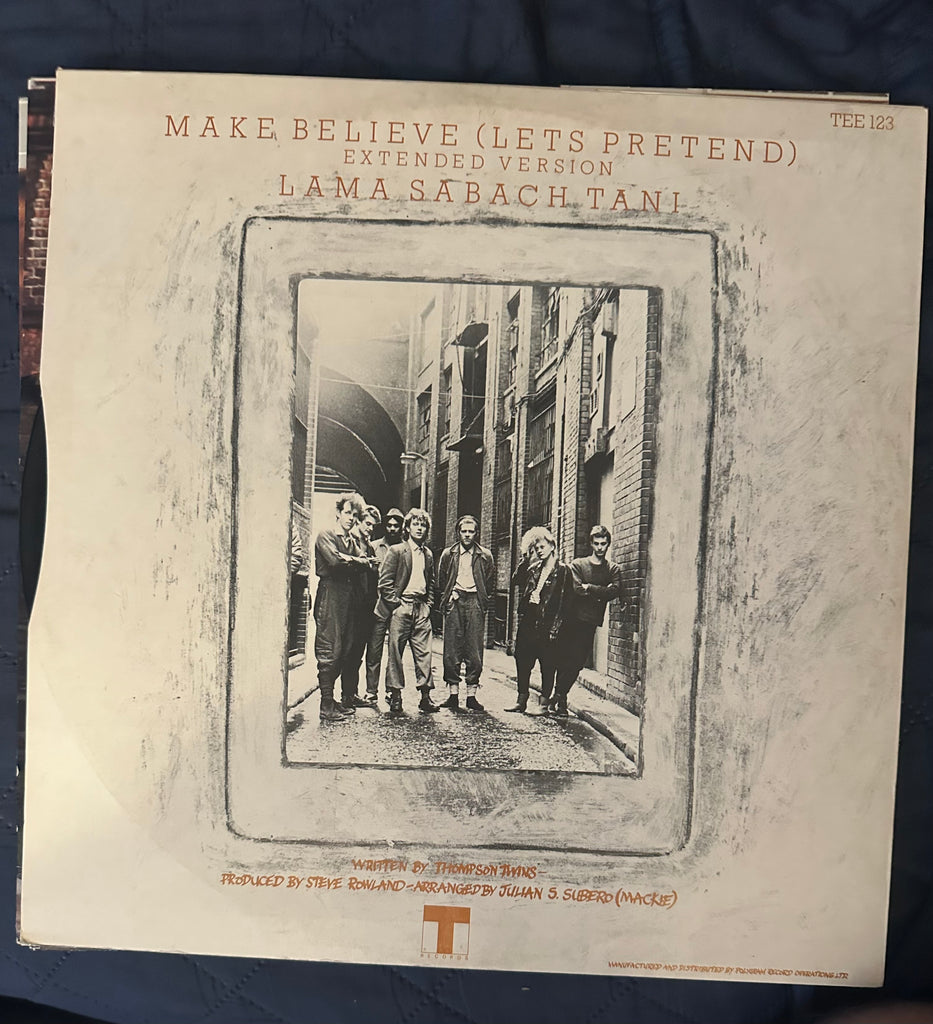 TEE 123
MAKE BELIEVE (LETS PRETEND)
EXTENDED VERSION
LAMA SABACH TANI
WRITTEN BY THOMPSON TWINS
PRODUCED BY STEVE ROWLAND - ARRANGED BY JULIAN S. SUBERO (MACKIE)
T
RECORDS
MANUFACTURED AND DISTRIBUTED BY POLYGRAM RECORD OPERATIONS LTD